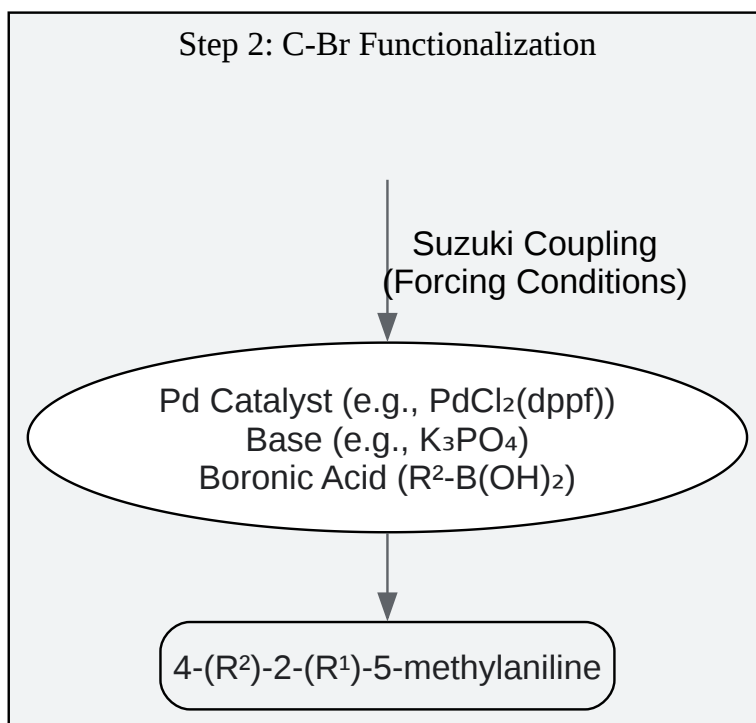 Step 2: C-Br Functionalization
Suzuki Coupling
(Forcing Conditions)
Pd Catalyst (e.g., PdCl₂(dppf))
Base (e.g., K₃PO₄)
Boronic Acid (R²-B(OH)₂)
4-(R²)-2-(R¹)-5-methylaniline